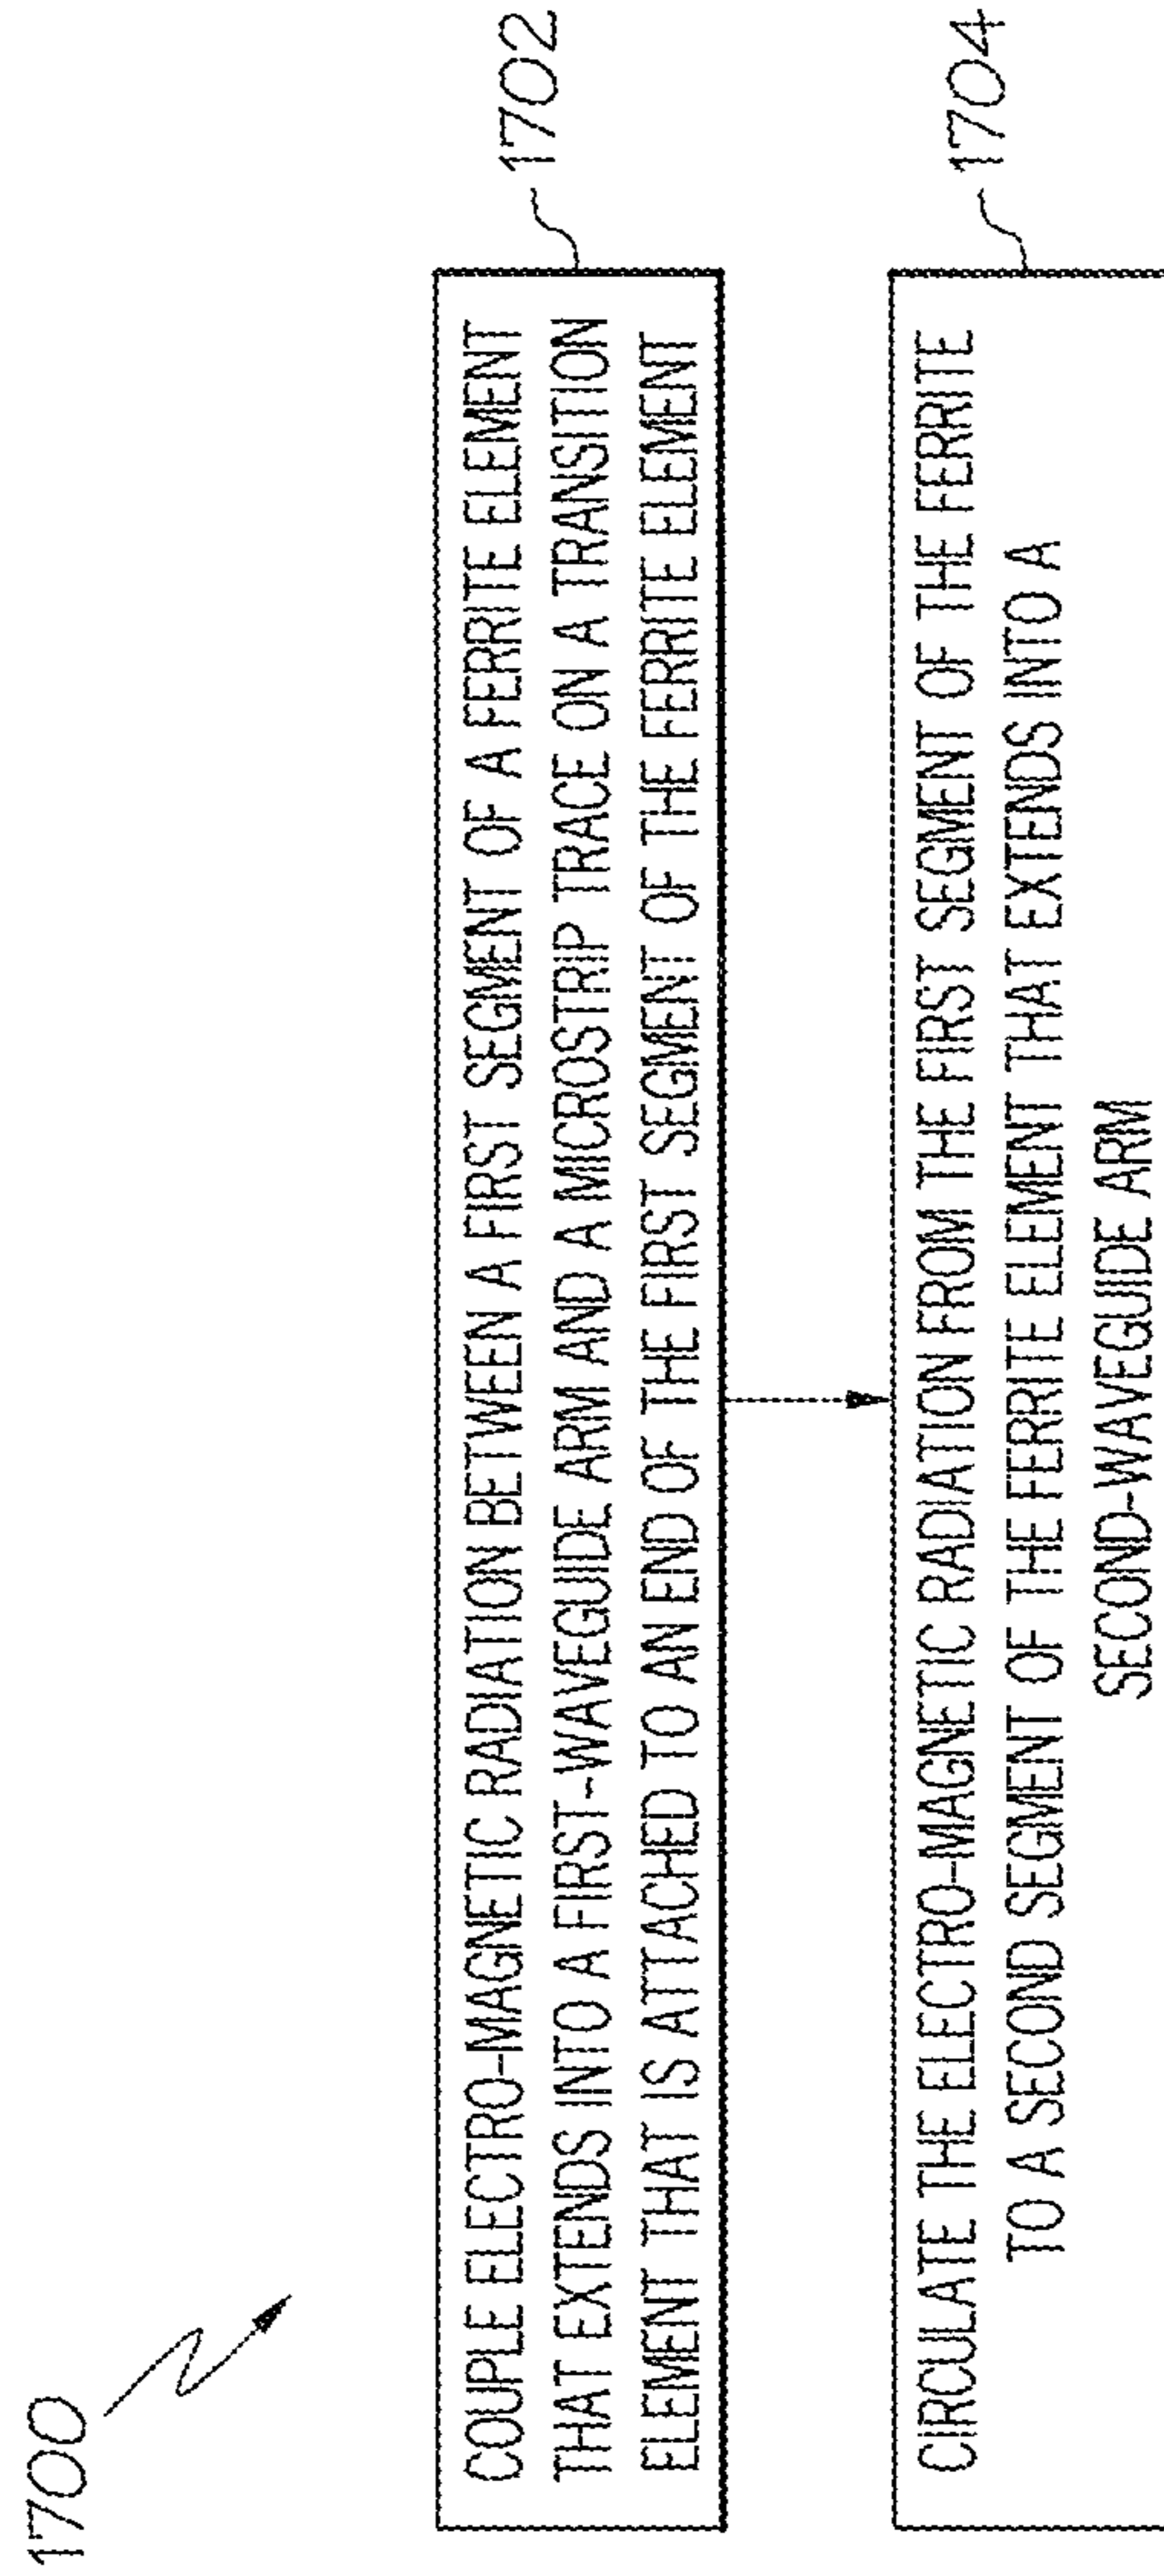 1700
COUPLE ELECTRO-MAGNETIC RADIATION BETWEEN A FIRST SEGMENT OF A FERRITE ELEMENT
THAT EXTENDS INTO A FIRST-WAVEGUIDE ARM AND A MICROSTRIP TRACE ON A TRANSITION
ELEMENT THAT IS ATTACHED TO AN END OF THE FIRST SEGMENT OF THE FERRITE ELEMENT
1702
CIRCULATE THE ELECTRO-MAGNETIC RADIATION FROM THE FIRST SEGMENT OF THE FERRITE
TO A SECOND SEGMENT OF THE FERRITE ELEMENT THAT EXTENDS INTO A
SECOND-WAVEGUIDE ARM
1704